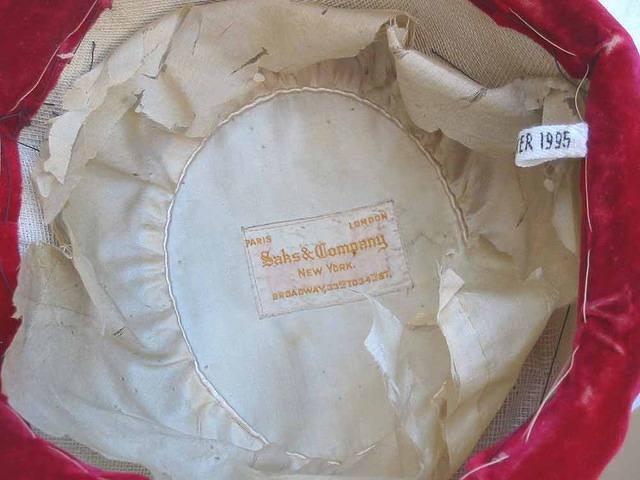 PARIS LONDON
Saks & Company
NEW YORK.
BROADWAY, 33RD TO 34TH ST.
ER 1995